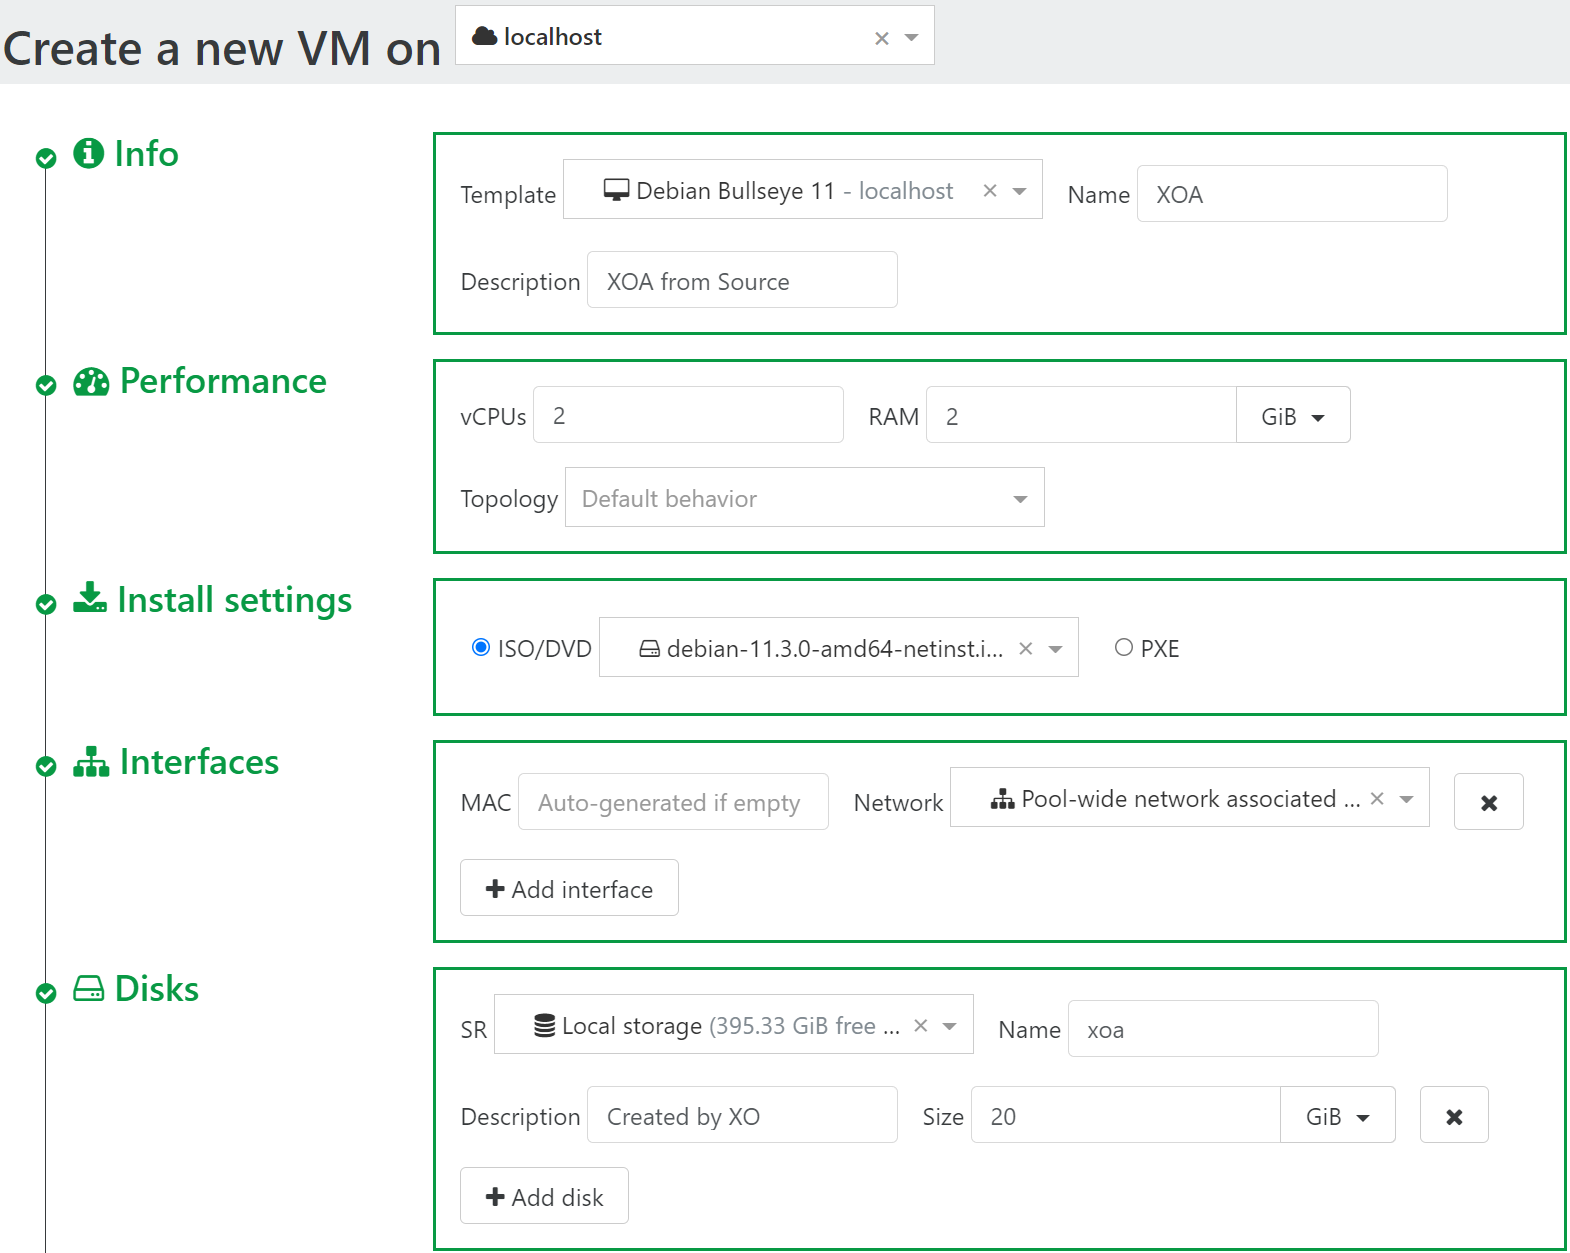 Create a new VM on localhost
Info
Template Debian Bullseye 11 - localhost Name XOA
Description XOA from Source
Performance
vCPUs 2 RAM 2 GiB
Topology Default behavior
Install settings
ISO/DVD debian-11.3.0-amd64-netinst.i... PXE
Interfaces
MAC Auto-generated if empty Network Pool-wide network associated ...
Add interface
Disks
SR Local storage (395.33 GiB free ... Name xoa
Description Created by XO Size 20 GiB
Add disk